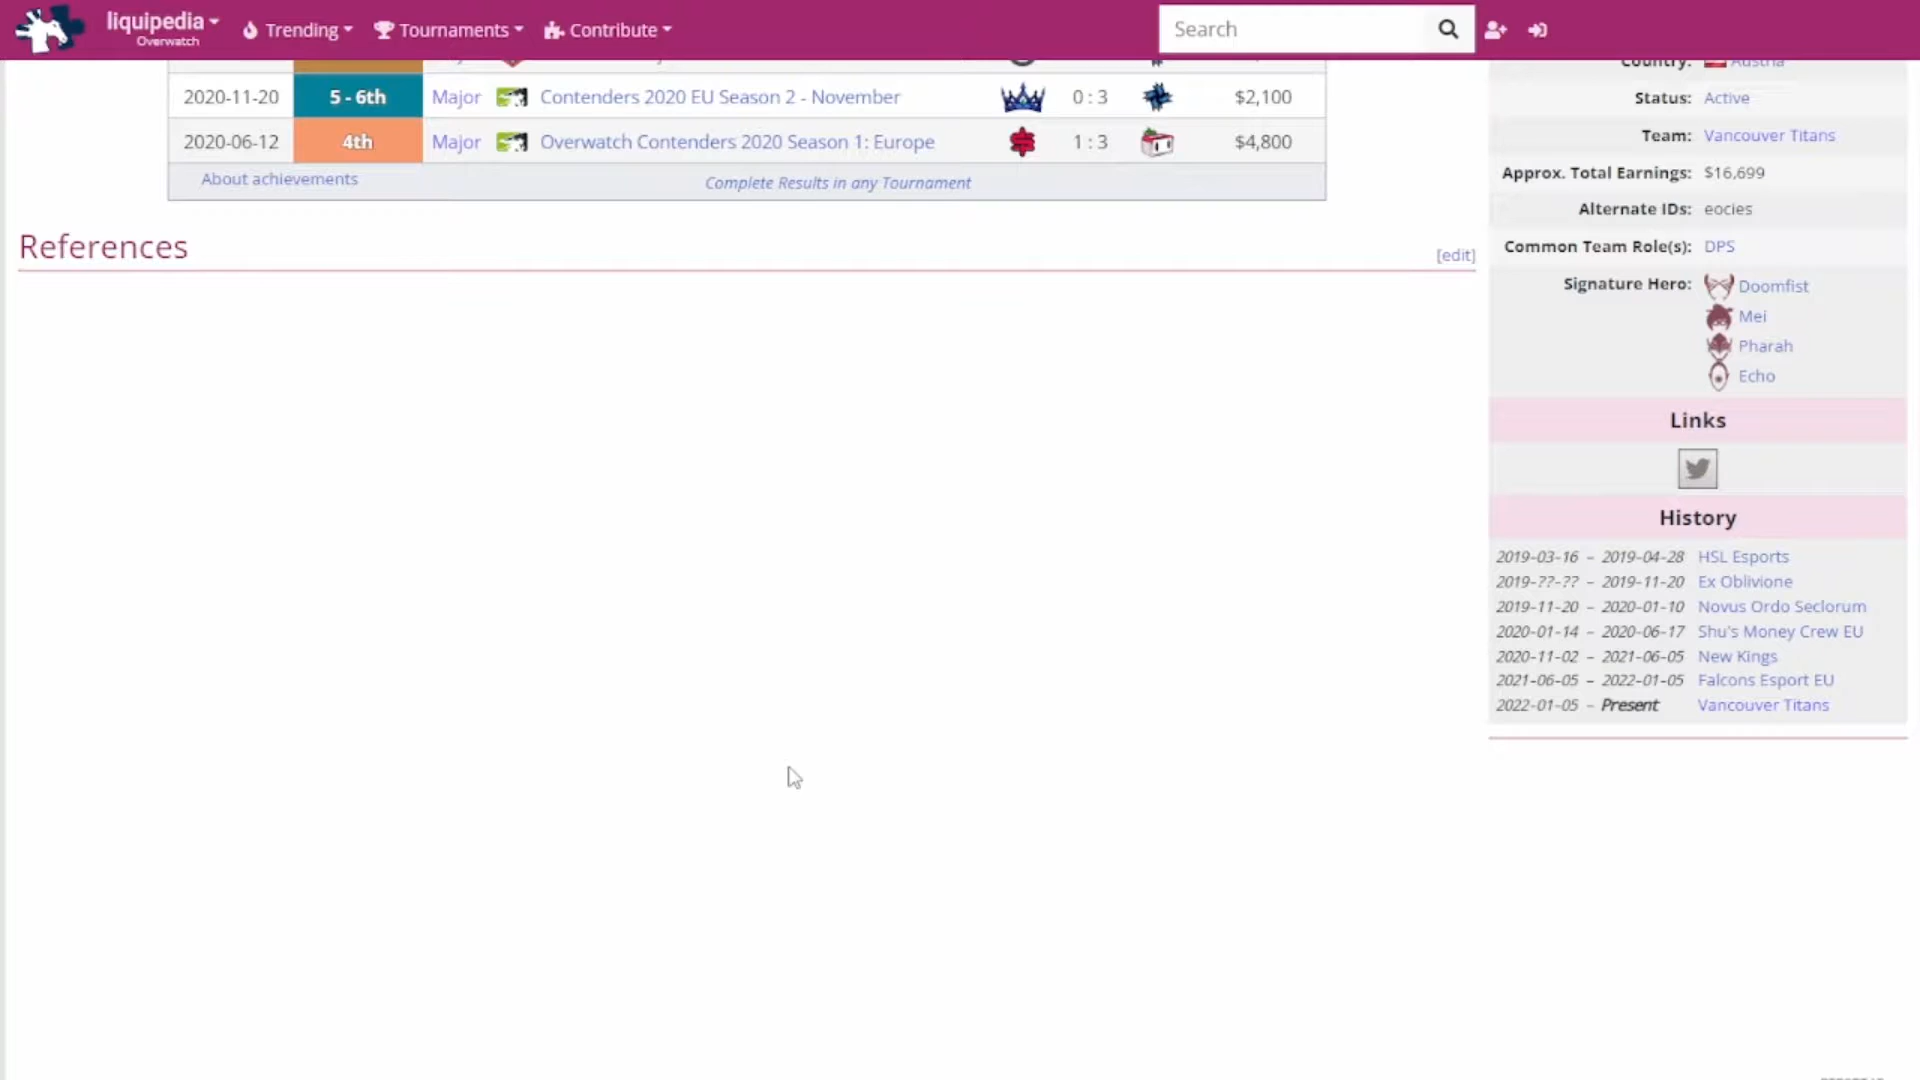 liquipedia
Overwatch
Trending
Tournaments
Contribute
Search
2020-11-20 5 - 6th Major Contenders 2020 EU Season 2 - November 0 : 3 $2,100
2020-06-12 4th Major Overwatch Contenders 2020 Season 1: Europe 1 : 3 $4,800
About achievements
Complete Results in any Tournament
References
[edit]
Country: Austria
Status: Active
Team: Vancouver Titans
Approx. Total Earnings: $16,699
Alternate IDs: eocies
Common Team Role(s): DPS
Signature Hero: Doomfist
Mei
Pharah
Echo
Links
History
2019-03-16 - 2019-04-28 HSL Esports
2019-??-?? - 2019-11-20 Ex Oblivione
2019-11-20 - 2020-01-10 Novus Ordo Seclorum
2020-01-14 - 2020-06-17 Shu's Money Crew EU
2020-11-02 - 2021-06-05 New Kings
2021-06-05 - 2022-01-05 Falcons Esport EU
2022-01-05 - Present Vancouver Titans